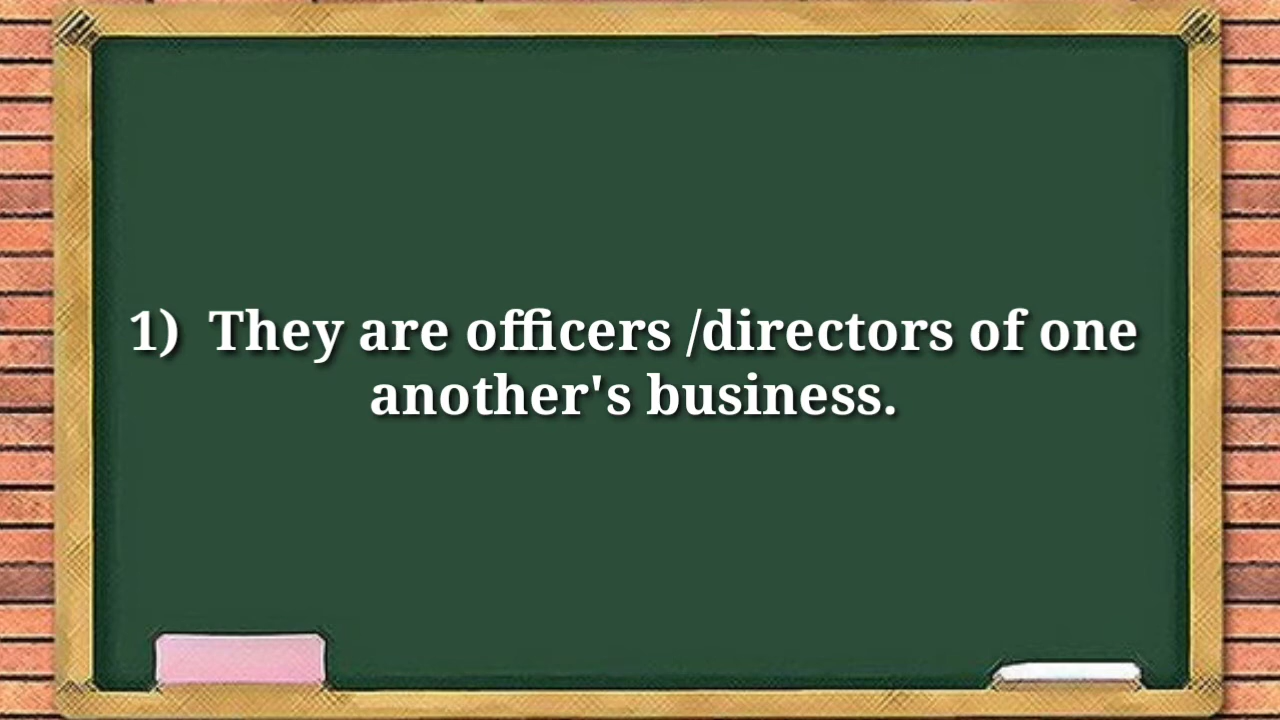 1)  They are officers /directors of one
another's business.